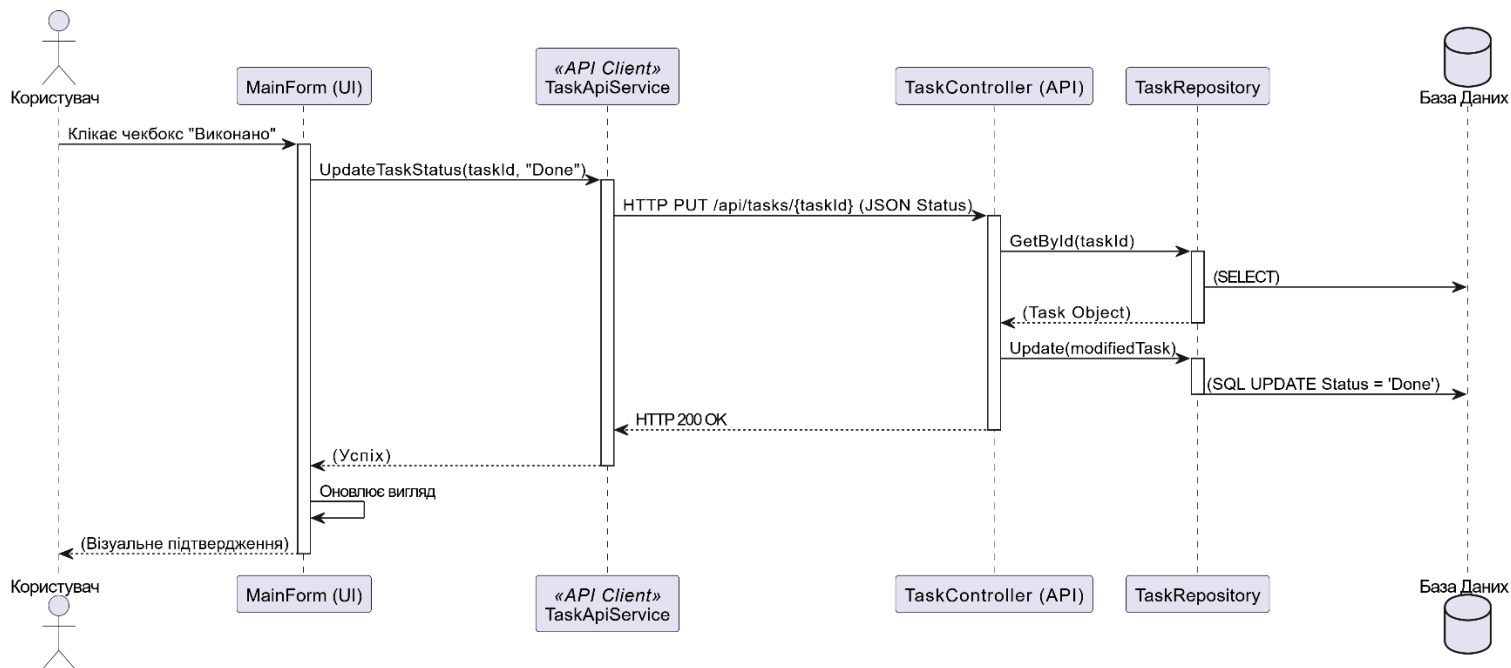 Користувач
MainForm (UI)
«API Client»
TaskApiService
TaskController (API)
TaskRepository
База Даних
Клікає чекбокс "Виконано"
UpdateTaskStatus(taskId, "Done")
HTTP PUT /api/tasks/{taskId} (JSON Status)
GetById(taskId)
(SELECT)
(Task Object)
Update(modifiedTask)
(SQL UPDATE Status = 'Done')
HTTP 200 OK
(Успіх)
Оновлює вигляд
(Візуальне підтвердження)
Користувач
MainForm (UI)
«API Client»
TaskApiService
TaskController (API)
TaskRepository
База Даних